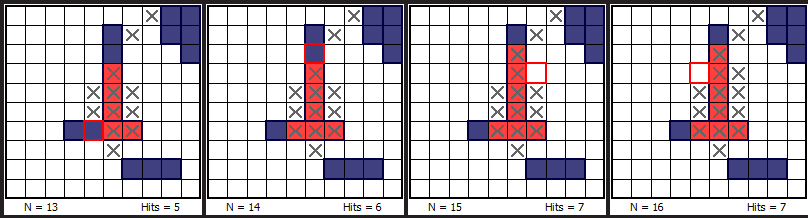 N = 13 Hits = 5
N = 14 Hits = 6
N = 15 Hits = 7
N = 16 Hits = 7